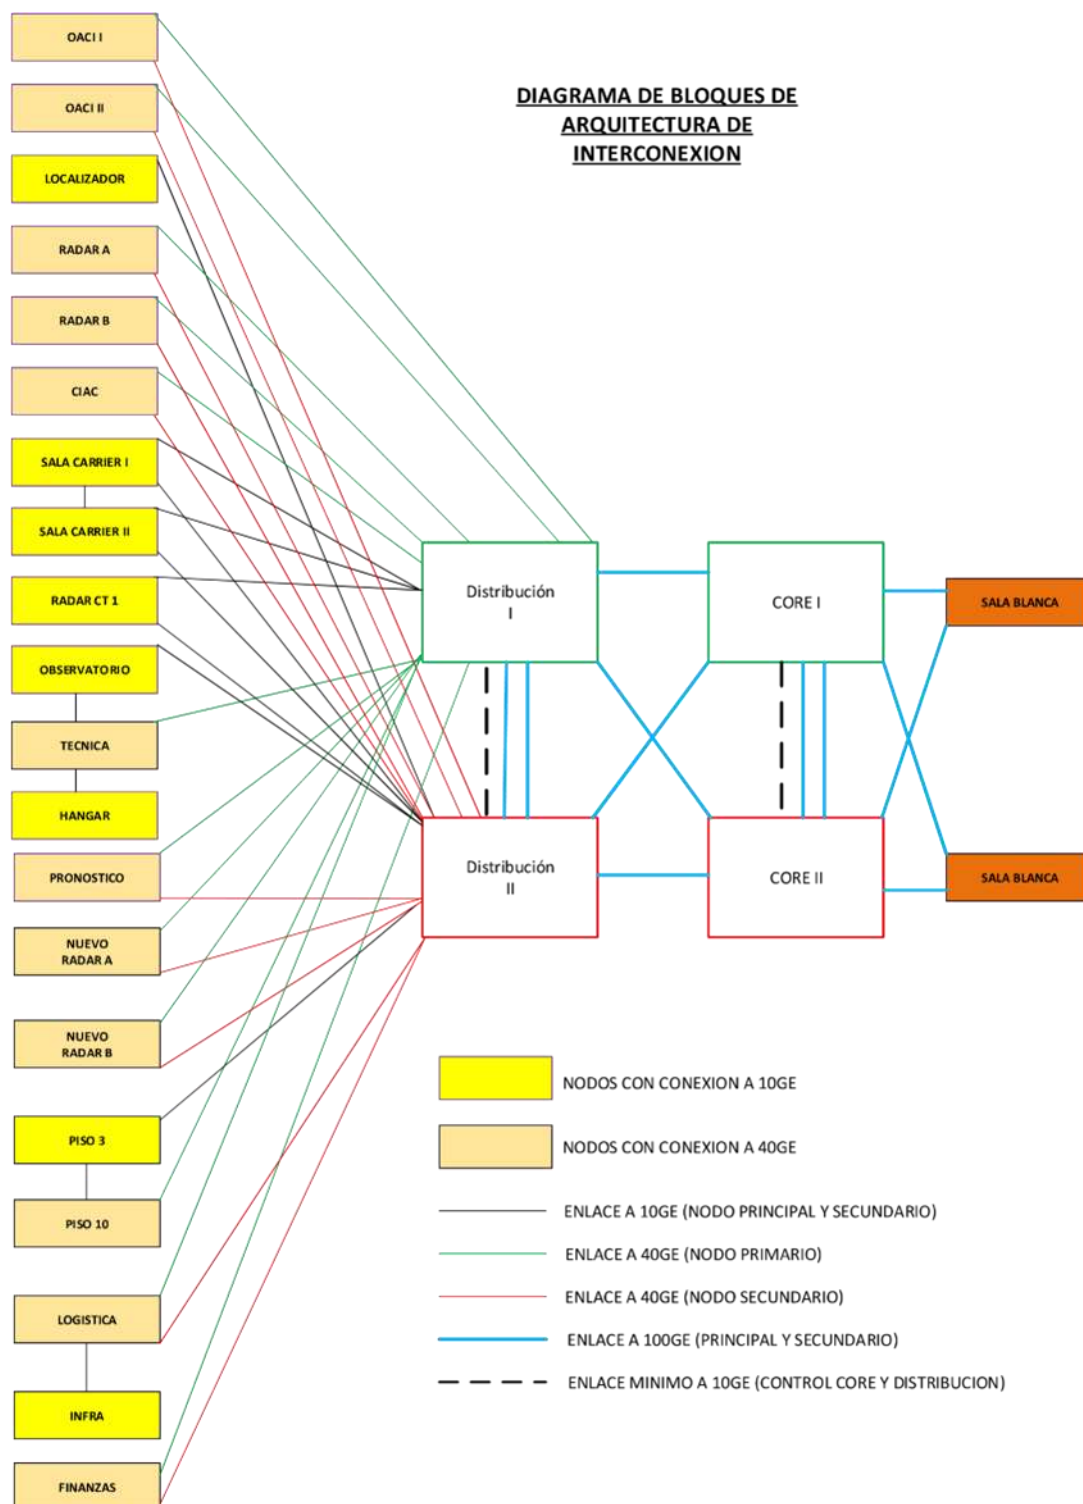 OACI I
OACI II
LOCALIZADOR
RADAR A
RADAR B
CIAC
SALA CARRIER I
SALA CARRIER II
RADAR CT 1
OBSERVATORIO
TECNICA
HANGAR
PRONOSTICO
NUEVO
RADAR A
NUEVO
RADAR B
PISO 3
PISO 10
LOGISTICA
INFRA
FINANZAS
DIAGRAMA DE BLOQUES DE
ARQUITECTURA DE
INTERCONEXION
Distribución
I
CORE I
SALA BLANCA
Distribución
II
CORE II
SALA BLANCA
NODOS CON CONEXION A 10GE
NODOS CON CONEXION A 40GE
ENLACE A 10GE (NODO PRINCIPAL Y SECUNDARIO)
ENLACE A 40GE (NODO PRIMARIO)
ENLACE A 40GE (NODO SECUNDARIO)
ENLACE A 100GE (PRINCIPAL Y SECUNDARIO)
ENLACE MINIMO A 10GE (CONTROL CORE Y DISTRIBUCION)